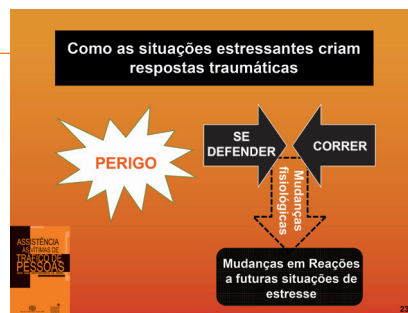 Como as situações estressantes criam
respostas traumáticas
PERIGO
SE
DEFENDER
CORRER
Mudanças
fisiológicas
ASSISTÊNCIA
ÀS VÍTIMAS DE
TRÁFICO DE
PESSOAS
Mudanças em Reações
a futuras situações de
estresse
23